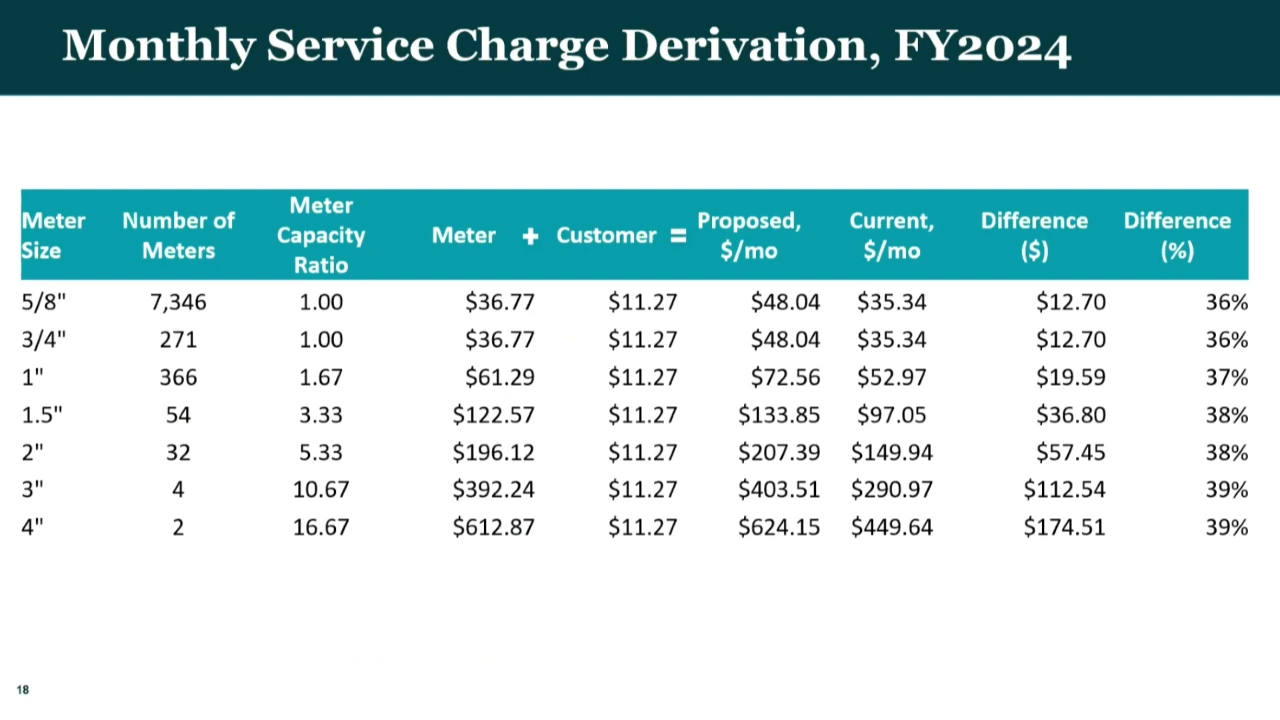 Monthly Service Charge Derivation, FY2024
Meter Size Number of Meters Meter Capacity Ratio Meter + Customer = Proposed, $/mo Current, $/mo Difference ($) Difference (%)
5/8" 7,346 1.00 $36.77 $11.27 $48.04 $35.34 $12.70 36%
3/4" 271 1.00 $36.77 $11.27 $48.04 $35.34 $12.70 36%
1" 366 1.67 $61.29 $11.27 $72.56 $52.97 $19.59 37%
1.5" 54 3.33 $122.57 $11.27 $133.85 $97.05 $36.80 38%
2" 32 5.33 $196.12 $11.27 $207.39 $149.94 $57.45 38%
3" 4 10.67 $392.24 $11.27 $403.51 $290.97 $112.54 39%
4" 2 16.67 $612.87 $11.27 $624.15 $449.64 $174.51 39%
18